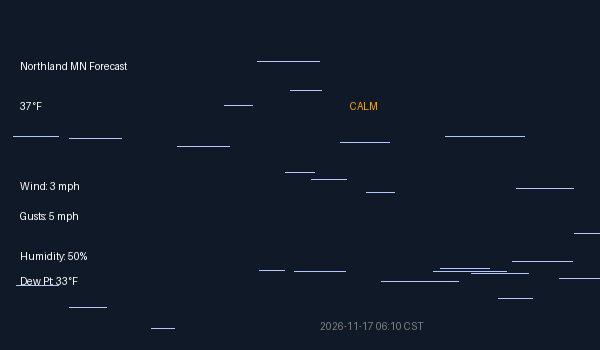 Northland MN Forecast
37°F
CALM
Wind: 3 mph
Gusts: 5 mph
Humidity: 50%
Dew Pt: 33°F
2026-11-17 06:10 CST